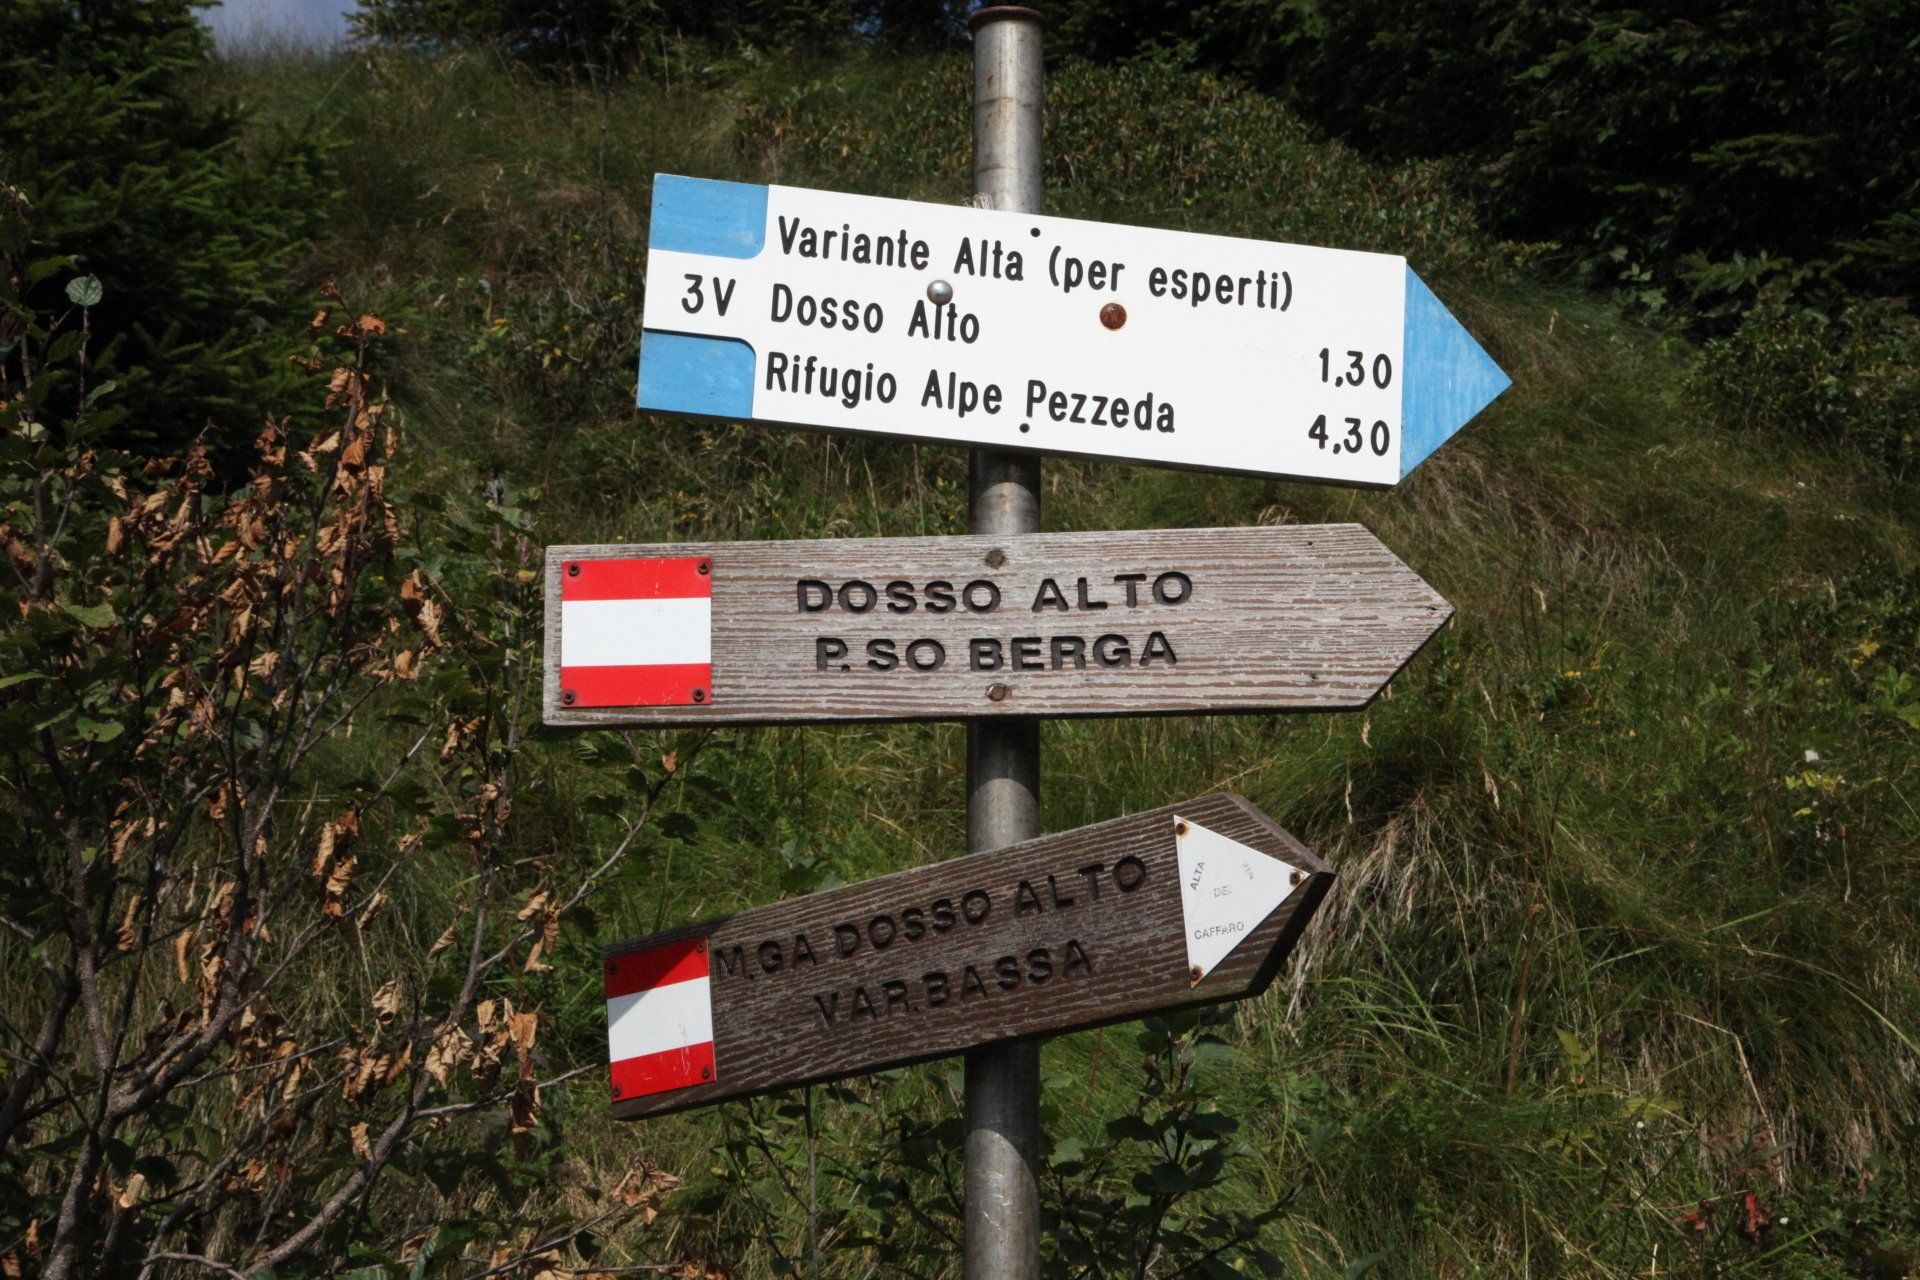 Variante Alta (per esperti)
3V Dosso Alto 1,30
Rifugio Alpe Pezzeda 4,30
DOSSO ALTO
P.SO BERGA
M.GA DOSSO ALTO
VAR.BASSA
ALTA VIA
DEL
CAFFARO